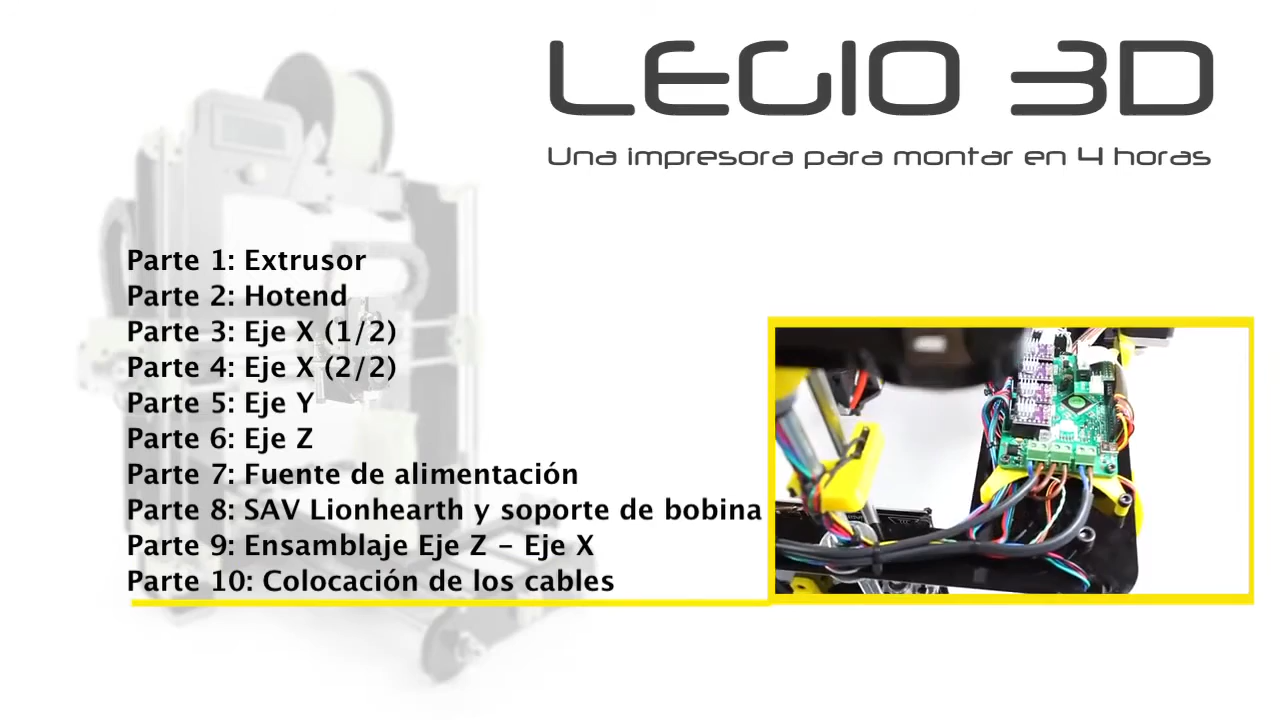 LEGIO 3D
Una impresora para montar en 4 horas
Parte 1: Extrusor
Parte 2: Hotend
Parte 3: Eje X (1/2)
Parte 4: Eje X (2/2)
Parte 5: Eje Y
Parte 6: Eje Z
Parte 7: Fuente de alimentación
Parte 8: SAV Lionhearth y soporte de bobina
Parte 9: Ensamblaje Eje Z - Eje X
Parte 10: Colocación de los cables